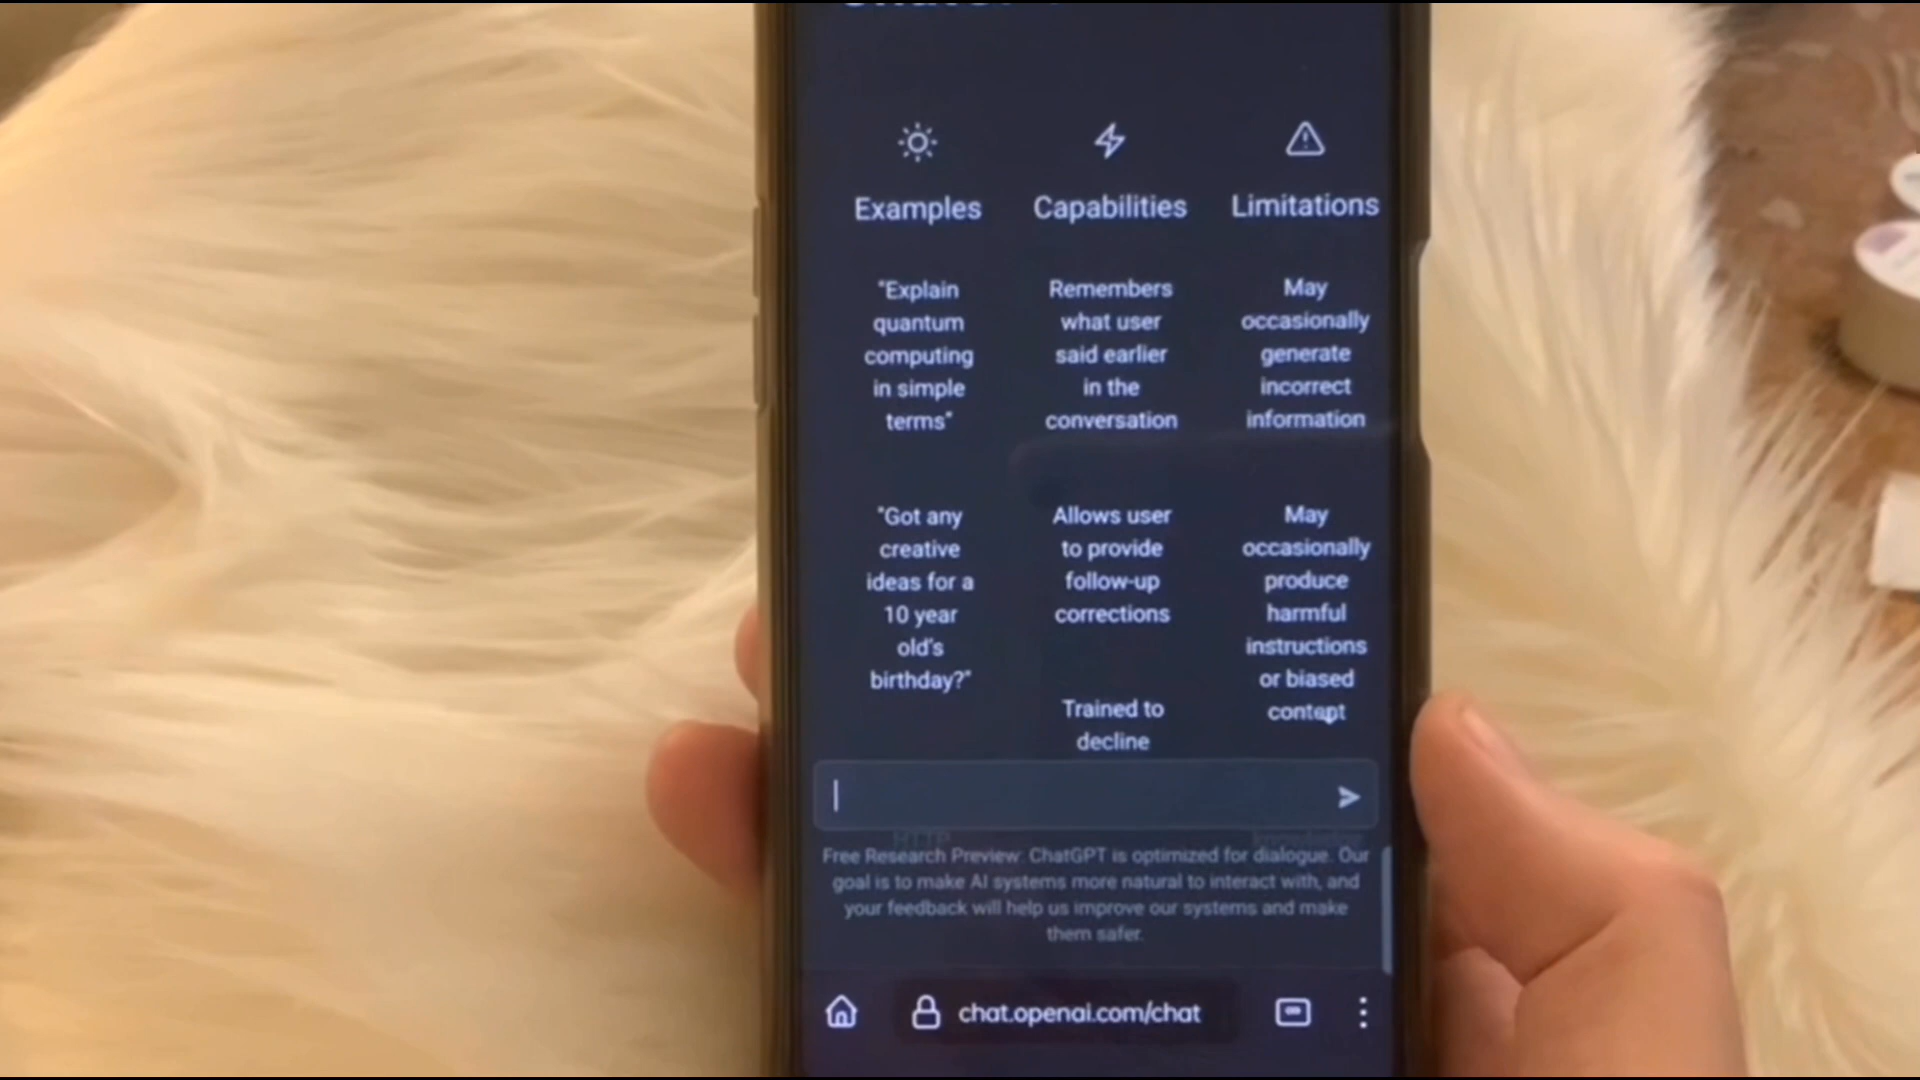 Examples
"Explain
quantum
computing
in simple
terms"
"Got any
creative
ideas for a
10 year
old's
birthday?"
Capabilities
Remembers
what user
said earlier
in the
conversation
Allows user
to provide
follow-up
corrections
Trained to
decline
Limitations
May
occasionally
generate
incorrect
information
May
occasionally
produce
harmful
instructions
or biased
content
HTTP
Free Research Preview: ChatGPT is optimized for dialogue. Our
goal is to make AI systems more natural to interact with, and
your feedback will help us improve our systems and make
them safer.
chat.openai.com/chat